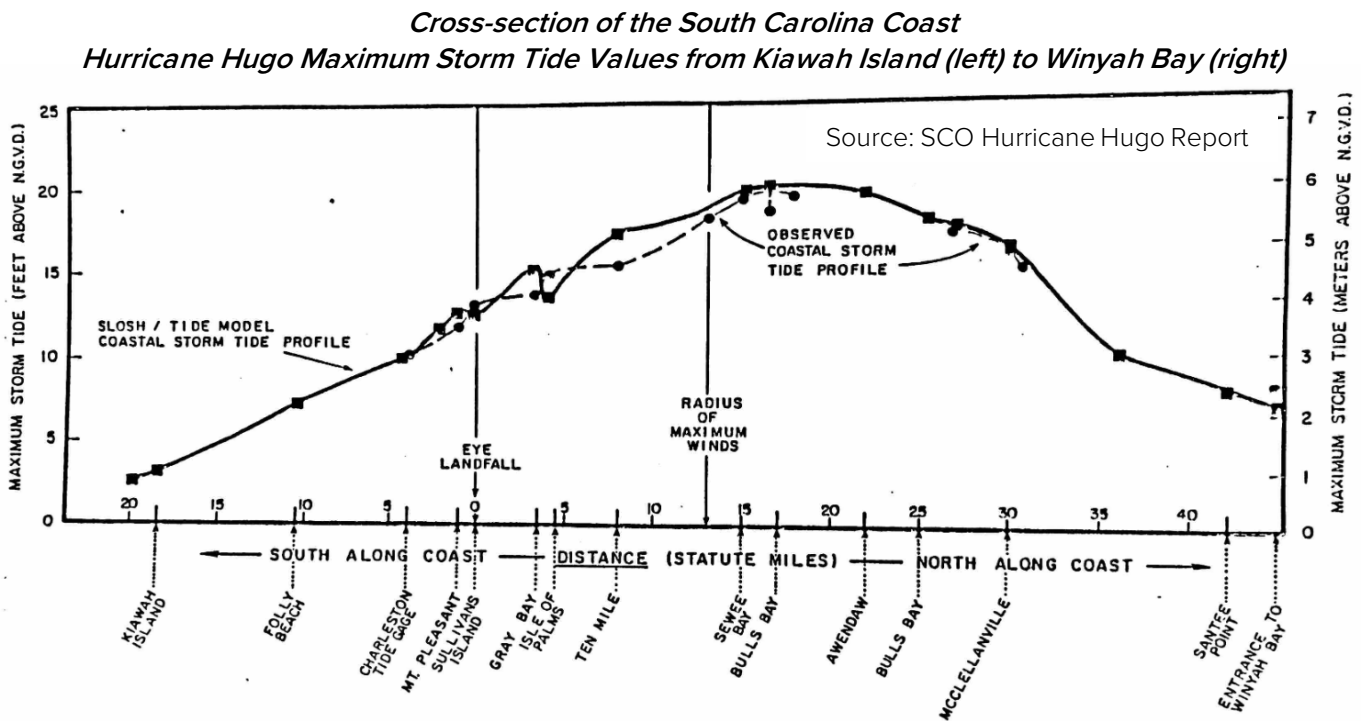 Cross-section of the South Carolina Coast
Hurricane Hugo Maximum Storm Tide Values from Kiawah Island (left) to Winyah Bay (right)
Source: SCO Hurricane Hugo Report
MAXIMUM STORM TIDE (FEET ABOVE N.G.V.D.)
25
20
15
10
5
0
SLOSH / TIDE MODEL
COASTAL STORM TIDE PROFILE
OBSERVED
COASTAL STORM
TIDE PROFILE
EYE
LANDFALL
RADIUS
OF
MAXIMUM
WINDS
7
6
5
4
3
2
1
0
MAXIMUM STORM TIDE (METERS ABOVE N.G.V.D.)
20 15 10 5 0 5 10 15 20 25 30 35 40
SOUTH ALONG COAST DISTANCE (STATUTE MILES) NORTH ALONG COAST
KIAWAH
ISLAND
FOLLY
BEACH
CHARLESTON
TIDE GAGE
MT. PLEASANT
SULLIVANS
ISLAND
GRAY BAY
ISLE OF
PALMS
TEN MILE
SEWEE
BAY
BULLS BAY
AWENDAW
BULLS BAY
MCCLELLANVILLE
SANTEE
POINT
ENTRANCE TO
WINYAH BAY